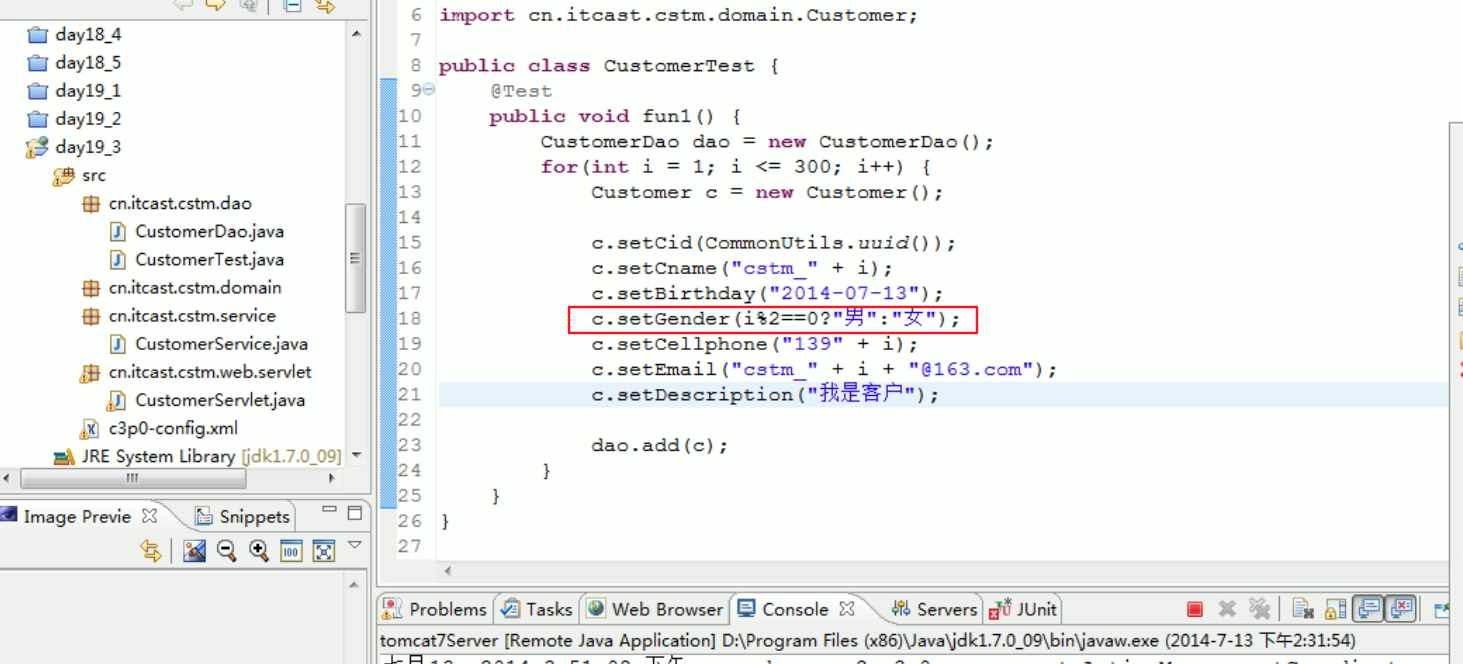 day18_4
day18_5
day19_1
day19_2
day19_3
src
cn.itcast.cstm.dao
CustomerDao.java
CustomerTest.java
cn.itcast.cstm.domain
cn.itcast.cstm.service
CustomerService.java
cn.itcast.cstm.web.servlet
CustomerServlet.java
c3p0-config.xml
JRE System Library [jdk1.7.0_09]
Image Previe
Snippets
100
6 import cn.itcast.cstm.domain.Customer;
7
8 public class CustomerTest {
9 @Test
10 public void fun1() {
11 CustomerDao dao = new CustomerDao();
12 for(int i = 1; i <= 300; i++) {
13 Customer c = new Customer();
14
15 c.setCid(CommonUtils.uuid());
16 c.setCname("cstm_" + i);
17 c.setBirthday("2014-07-13");
18 c.setGender(i%2==0?"男":"女");
19 c.setCellphone("139" + i);
20 c.setEmail("cstm_" + i + "@163.com");
21 c.setDescription("我是客户");
22
23 dao.add(c);
24 }
25 }
26 }
27
Problems
Tasks
Web Browser
Console
Servers
JUnit
tomcat7Server [Remote Java Application] D:\Program Files (x86)\Java\jdk1.7.0_09\bin\javaw.exe (2014-7-13 下午2:31:54)